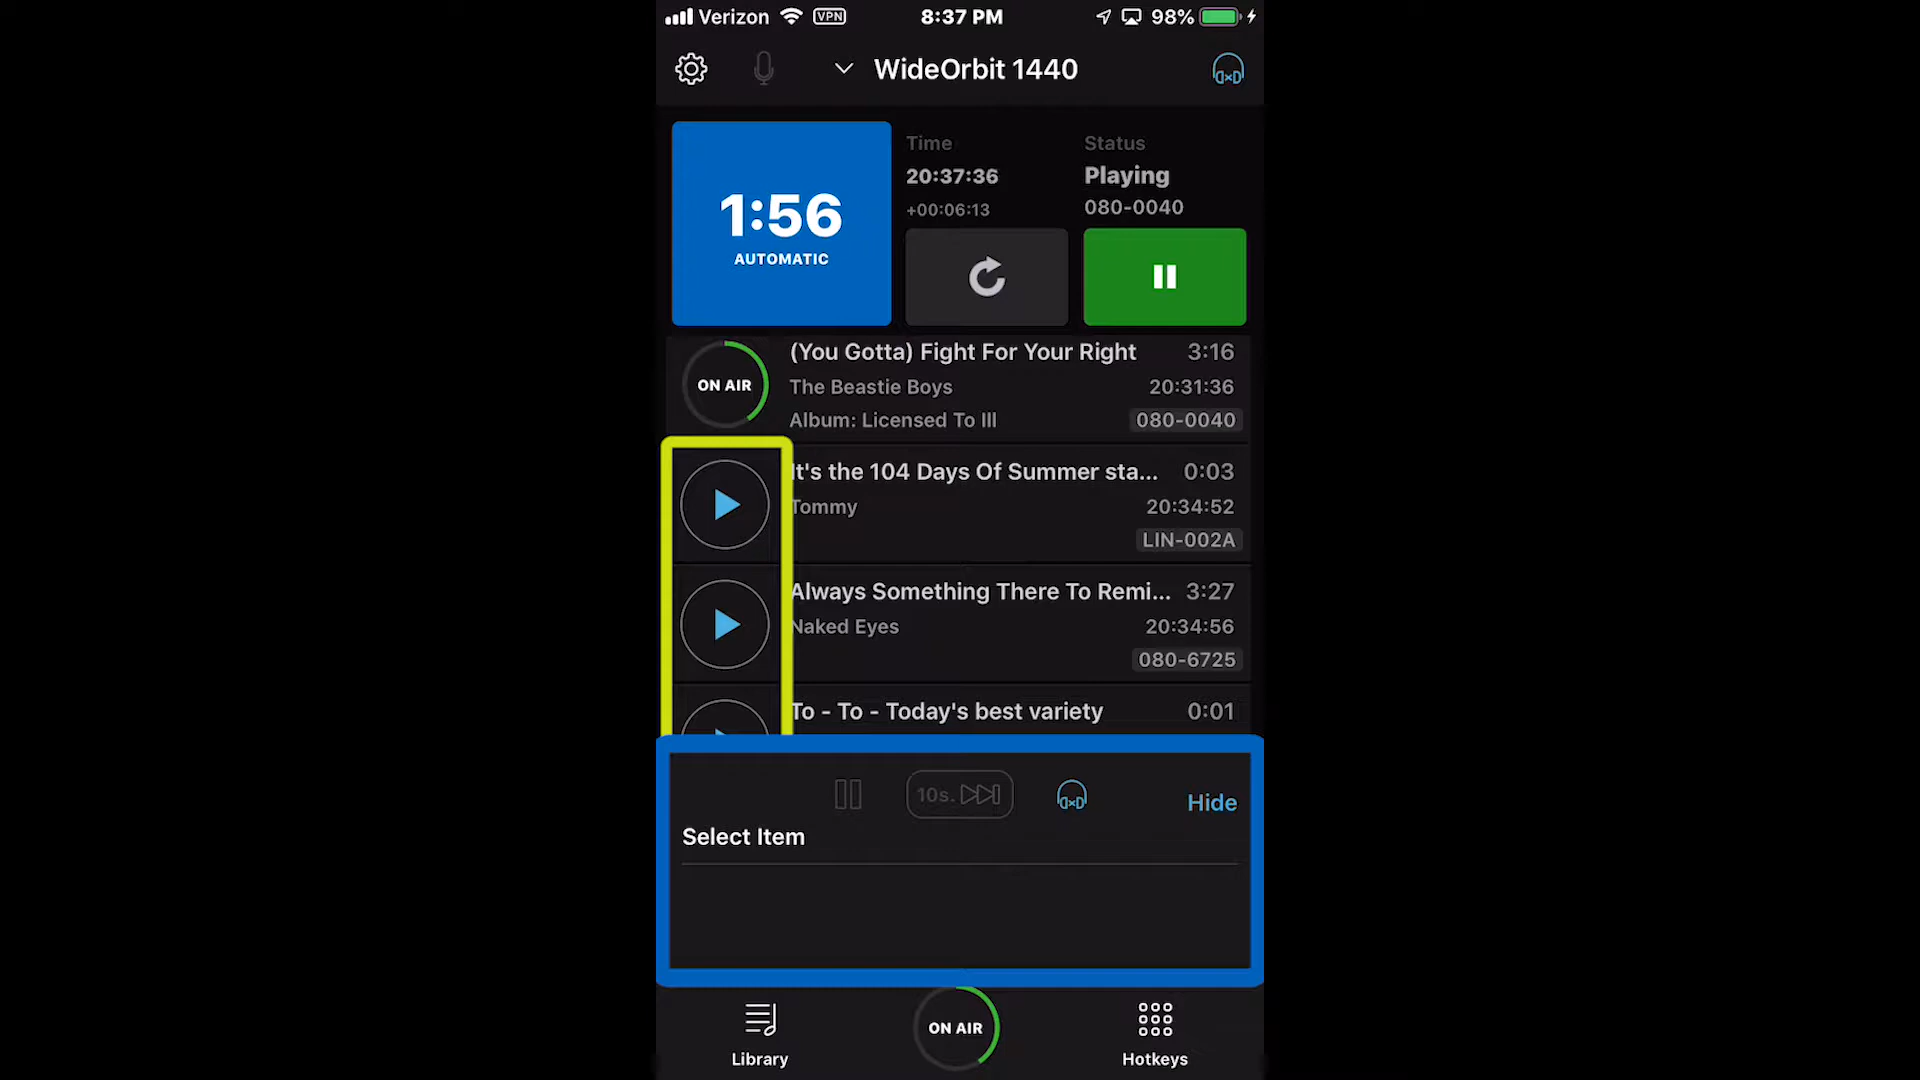 Verizon VPN 8:37 PM 98%
WideOrbit 1440
1:56
AUTOMATIC
Time
20:37:36
+00:06:13
Status
Playing
080-0040
ON AIR
(You Gotta) Fight For Your Right 3:16
The Beastie Boys 20:31:36
Album: Licensed To Ill 080-0040
It's the 104 Days Of Summer sta... 0:03
Tommy 20:34:52
LIN-002A
Always Something There To Remi... 3:27
Naked Eyes 20:34:56
080-6725
To - To - Today's best variety 0:01
10s. Hide
Select Item
Library ON AIR Hotkeys